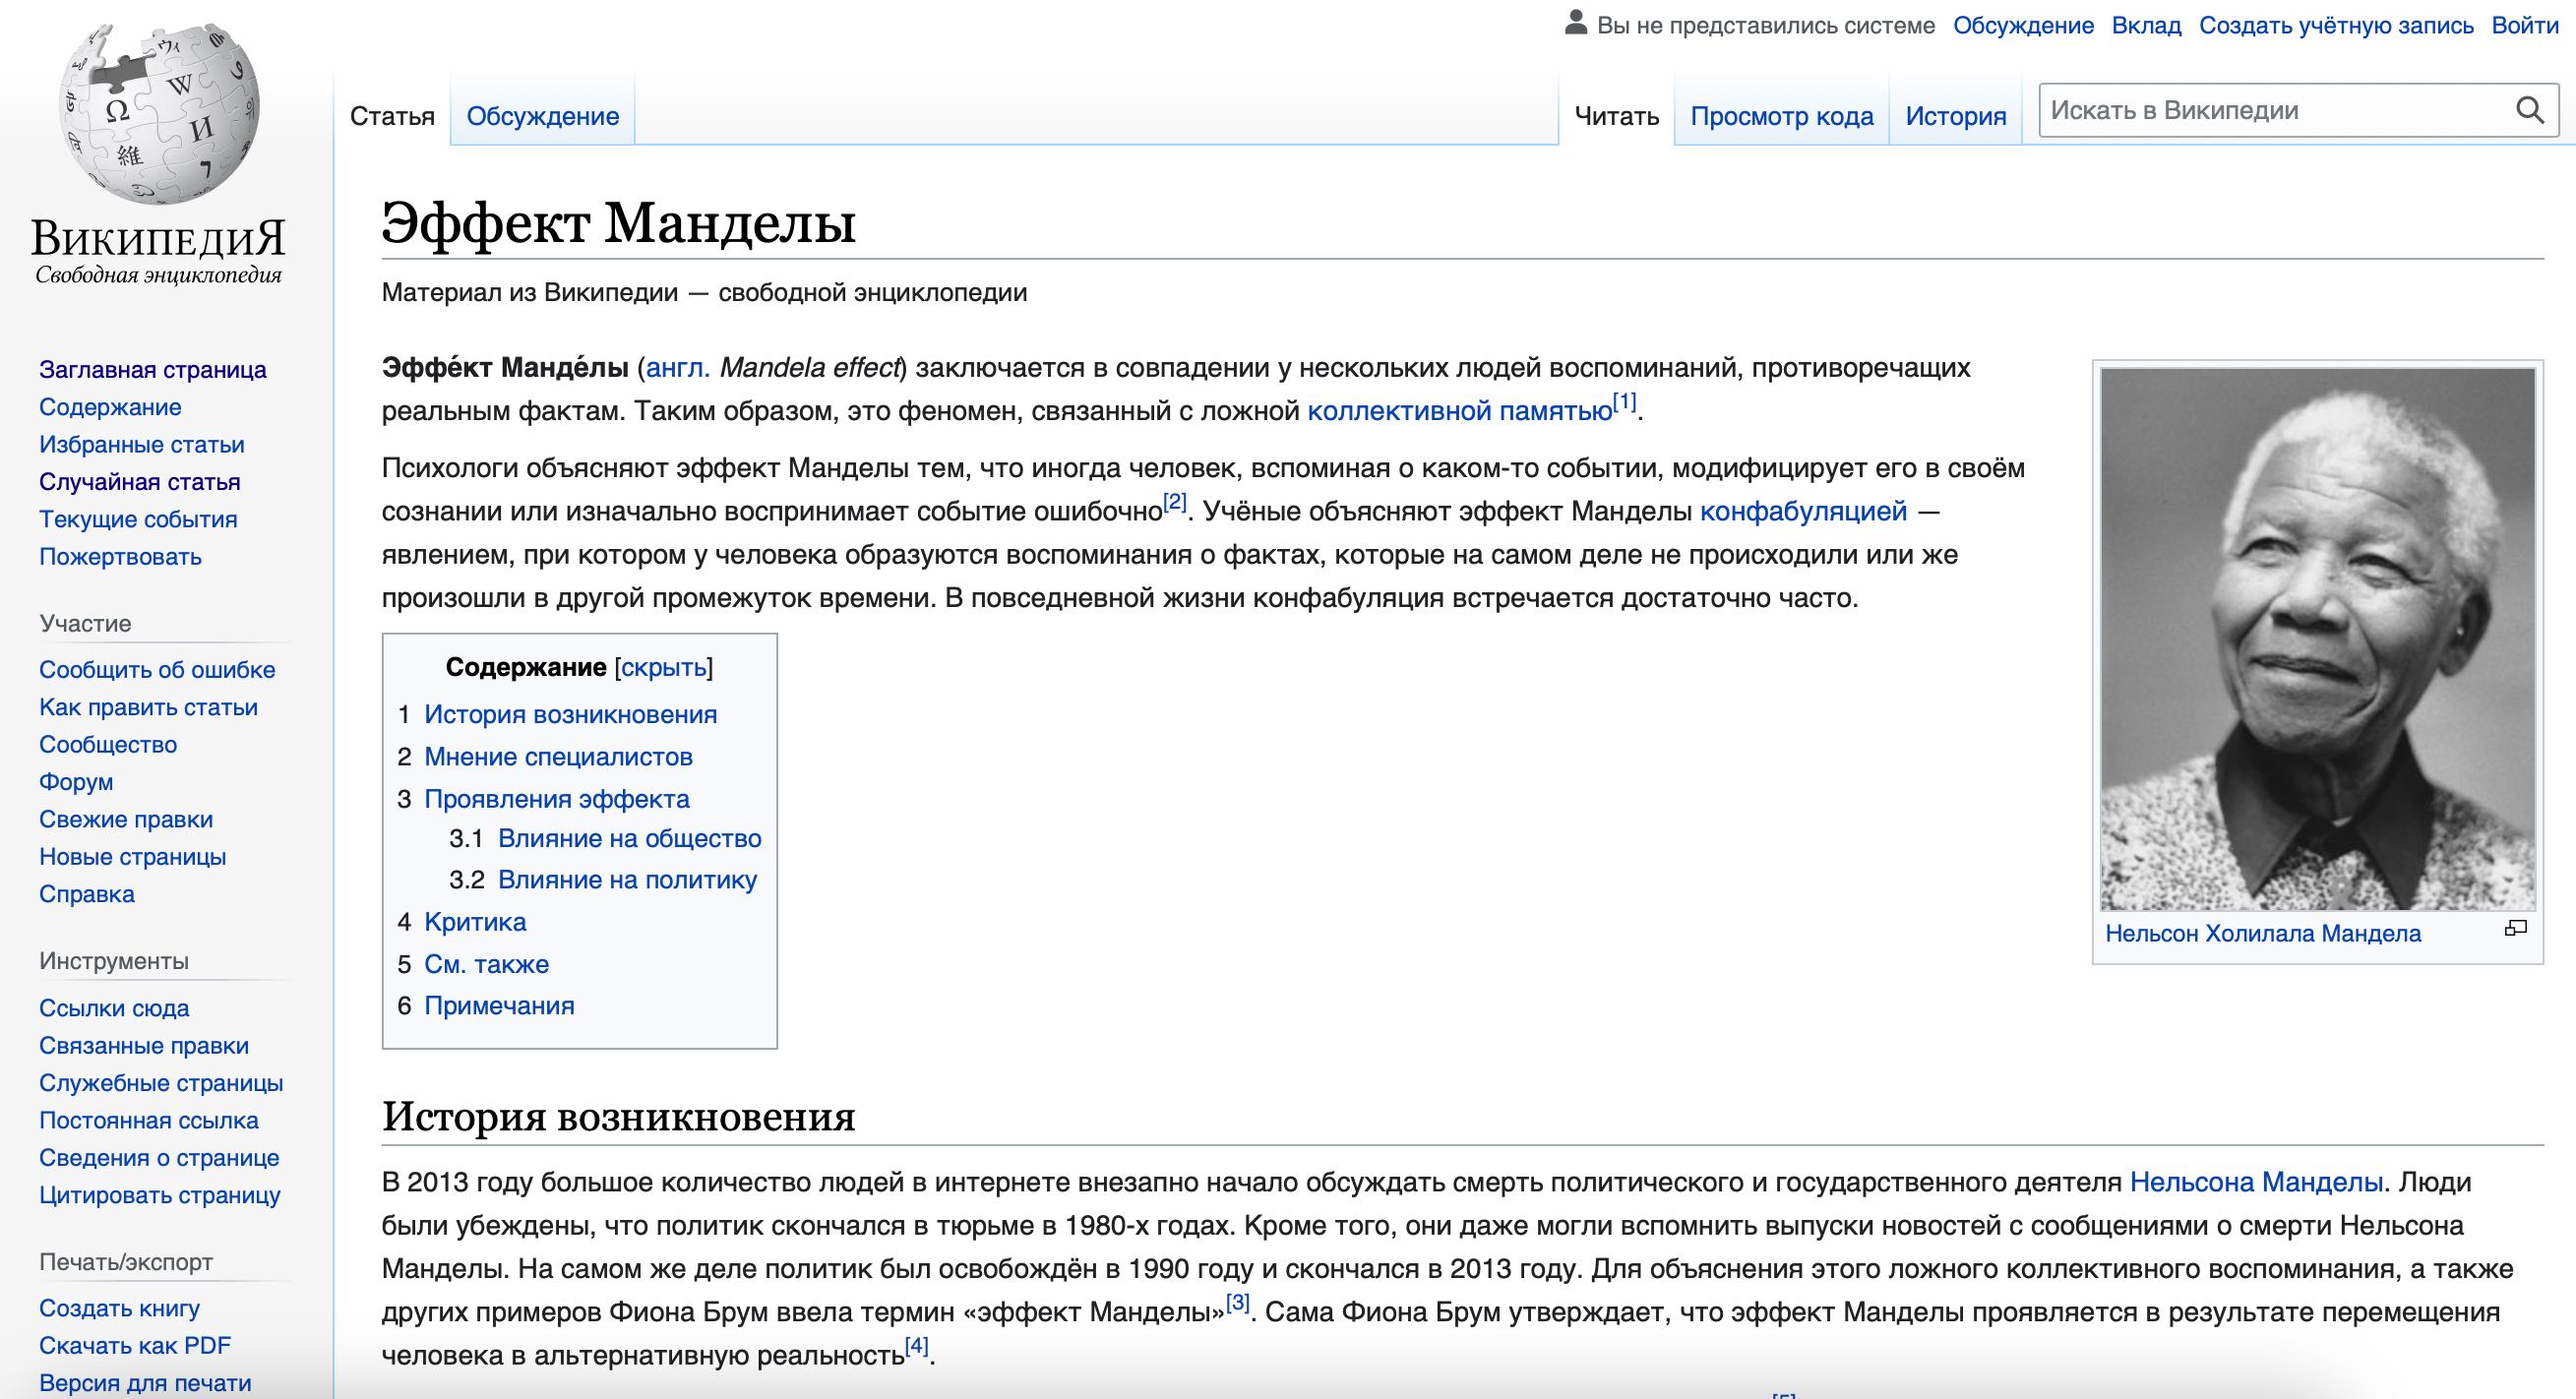 Вы не представились системе Обсуждение Вклад Создать учётную запись Войти
Статья Обсуждение Читать Просмотр кода История Искать в Википедии
Ω W И 維 ウィ 7
ВикипедиЯ
Свободная энциклопедия
Заглавная страница
Содержание
Избранные статьи
Случайная статья
Текущие события
Пожертвовать
Участие
Сообщить об ошибке
Как править статьи
Сообщество
Форум
Свежие правки
Новые страницы
Справка
Инструменты
Ссылки сюда
Связанные правки
Служебные страницы
Постоянная ссылка
Сведения о странице
Цитировать страницу
Печать/экспорт
Создать книгу
Скачать как PDF
Версия для печати
Эффект Манделы
Материал из Википедии — свободной энциклопедии
Эффе́кт Манде́лы (англ. Mandela effect) заключается в совпадении у нескольких людей воспоминаний, противоречащих
реальным фактам. Таким образом, это феномен, связанный с ложной коллективной памятью[1].
Психологи объясняют эффект Манделы тем, что иногда человек, вспоминая о каком-то событии, модифицирует его в своём
сознании или изначально воспринимает событие ошибочно[2]. Учёные объясняют эффект Манделы конфабуляцией —
явлением, при котором у человека образуются воспоминания о фактах, которые на самом деле не происходили или же
произошли в другой промежуток времени. В повседневной жизни конфабуляция встречается достаточно часто.
Нельсон Холилала Мандела
Содержание [скрыть]
1 История возникновения
2 Мнение специалистов
3 Проявления эффекта
3.1 Влияние на общество
3.2 Влияние на политику
4 Критика
5 См. также
6 Примечания
История возникновения
В 2013 году большое количество людей в интернете внезапно начало обсуждать смерть политического и государственного деятеля Нельсона Манделы. Люди
были убеждены, что политик скончался в тюрьме в 1980-х годах. Кроме того, они даже могли вспомнить выпуски новостей с сообщениями о смерти Нельсона
Манделы. На самом же деле политик был освобождён в 1990 году и скончался в 2013 году. Для объяснения этого ложного коллективного воспоминания, а также
других примеров Фиона Брум ввела термин «эффект Манделы»[3]. Сама Фиона Брум утверждает, что эффект Манделы проявляется в результате перемещения
человека в альтернативную реальность[4].